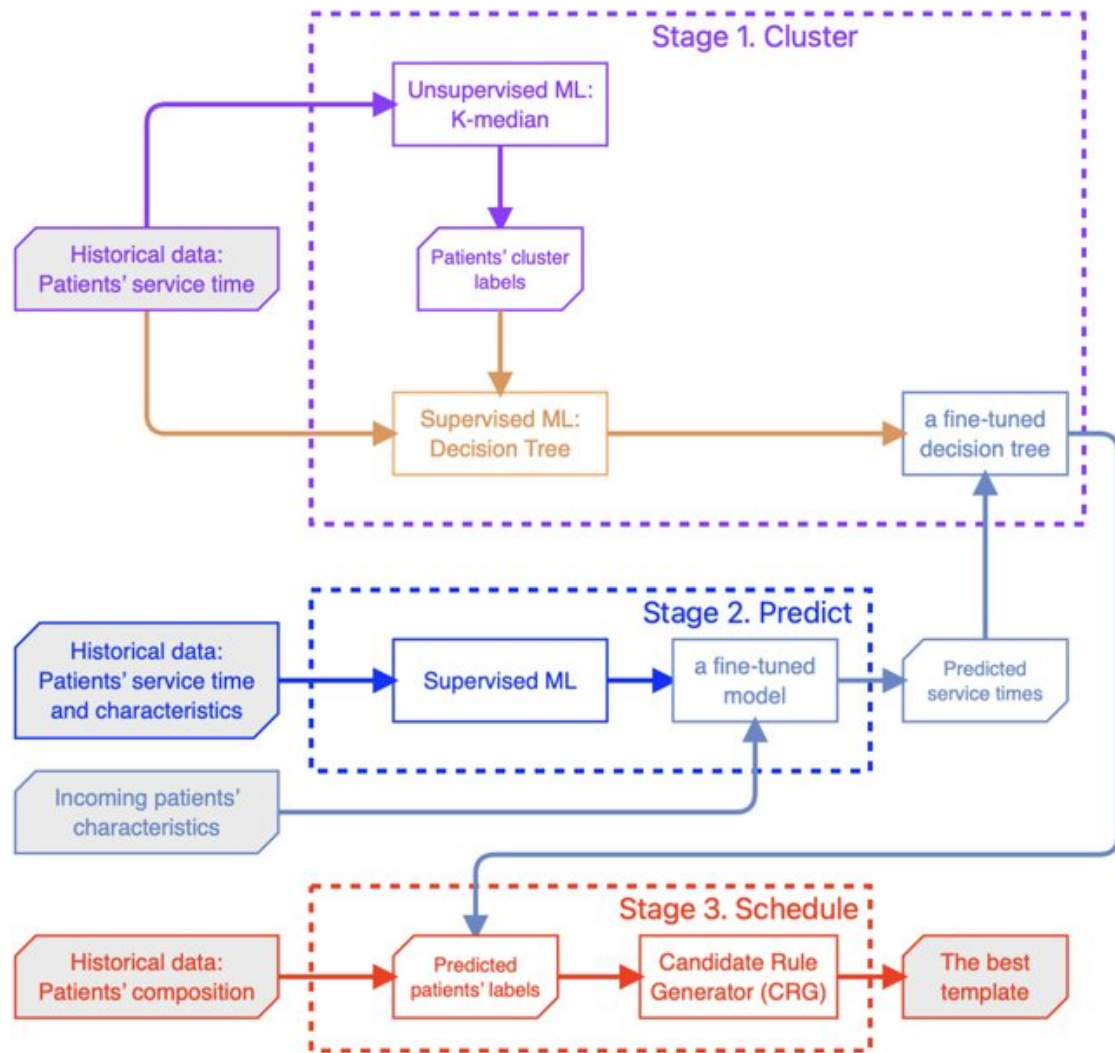 Stage 1. Cluster
Unsupervised ML:
K-median
Historical data:
Patients’ service time
Patients’ cluster
labels
Supervised ML:
Decision Tree
a fine-tuned
decision tree
Stage 2. Predict
Historical data:
Patients’ service time
and characteristics
Supervised ML
a fine-tuned
model
Predicted
service times
Incoming patients’
characteristics
Stage 3. Schedule
Historical data:
Patients’ composition
Predicted
patients’ labels
Candidate Rule
Generator (CRG)
The best
template